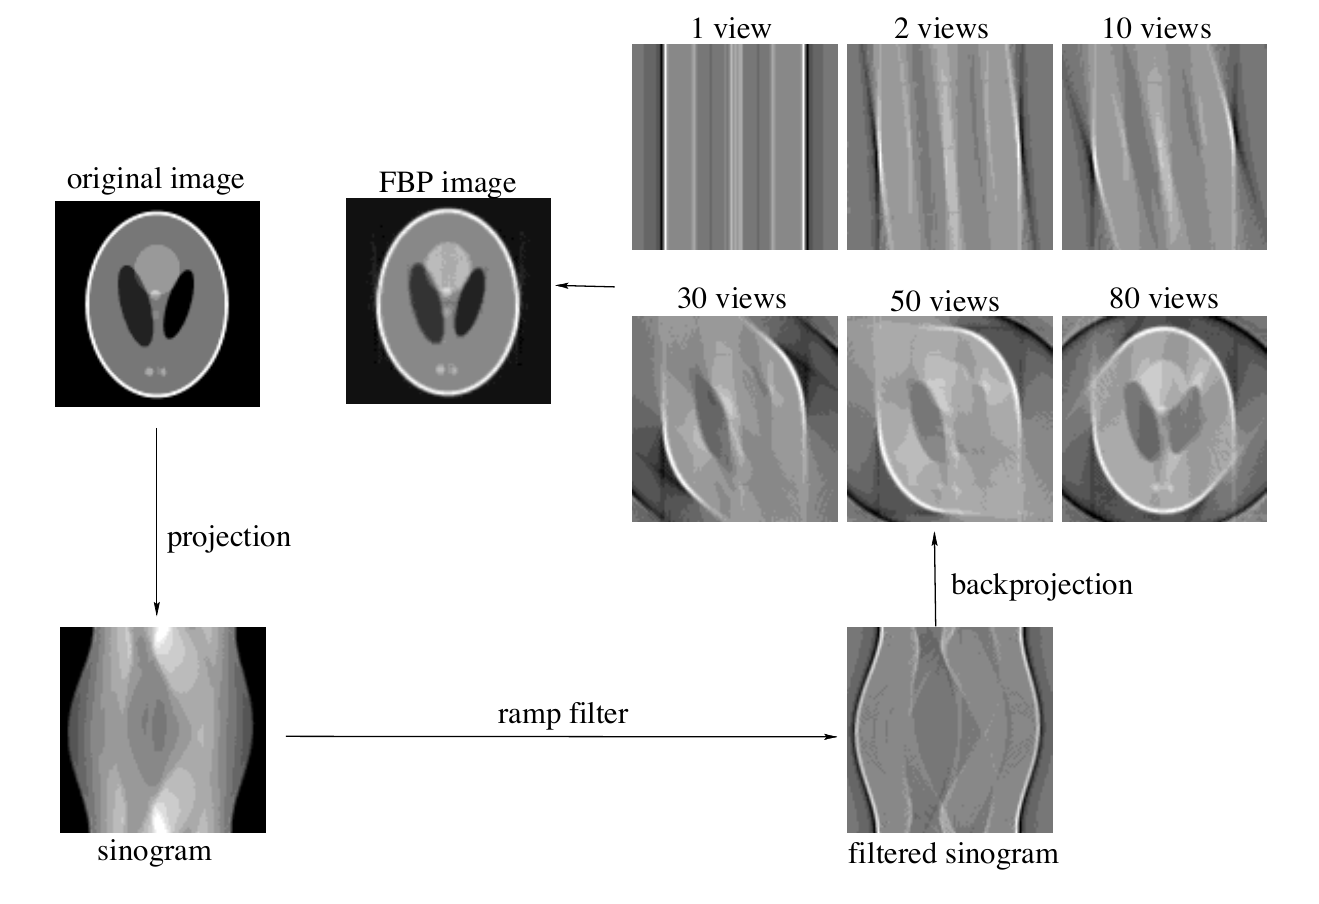 1 view
2 views
10 views
original image
FBP image
30 views
50 views
80 views
projection
backprojection
ramp filter
sinogram
filtered sinogram